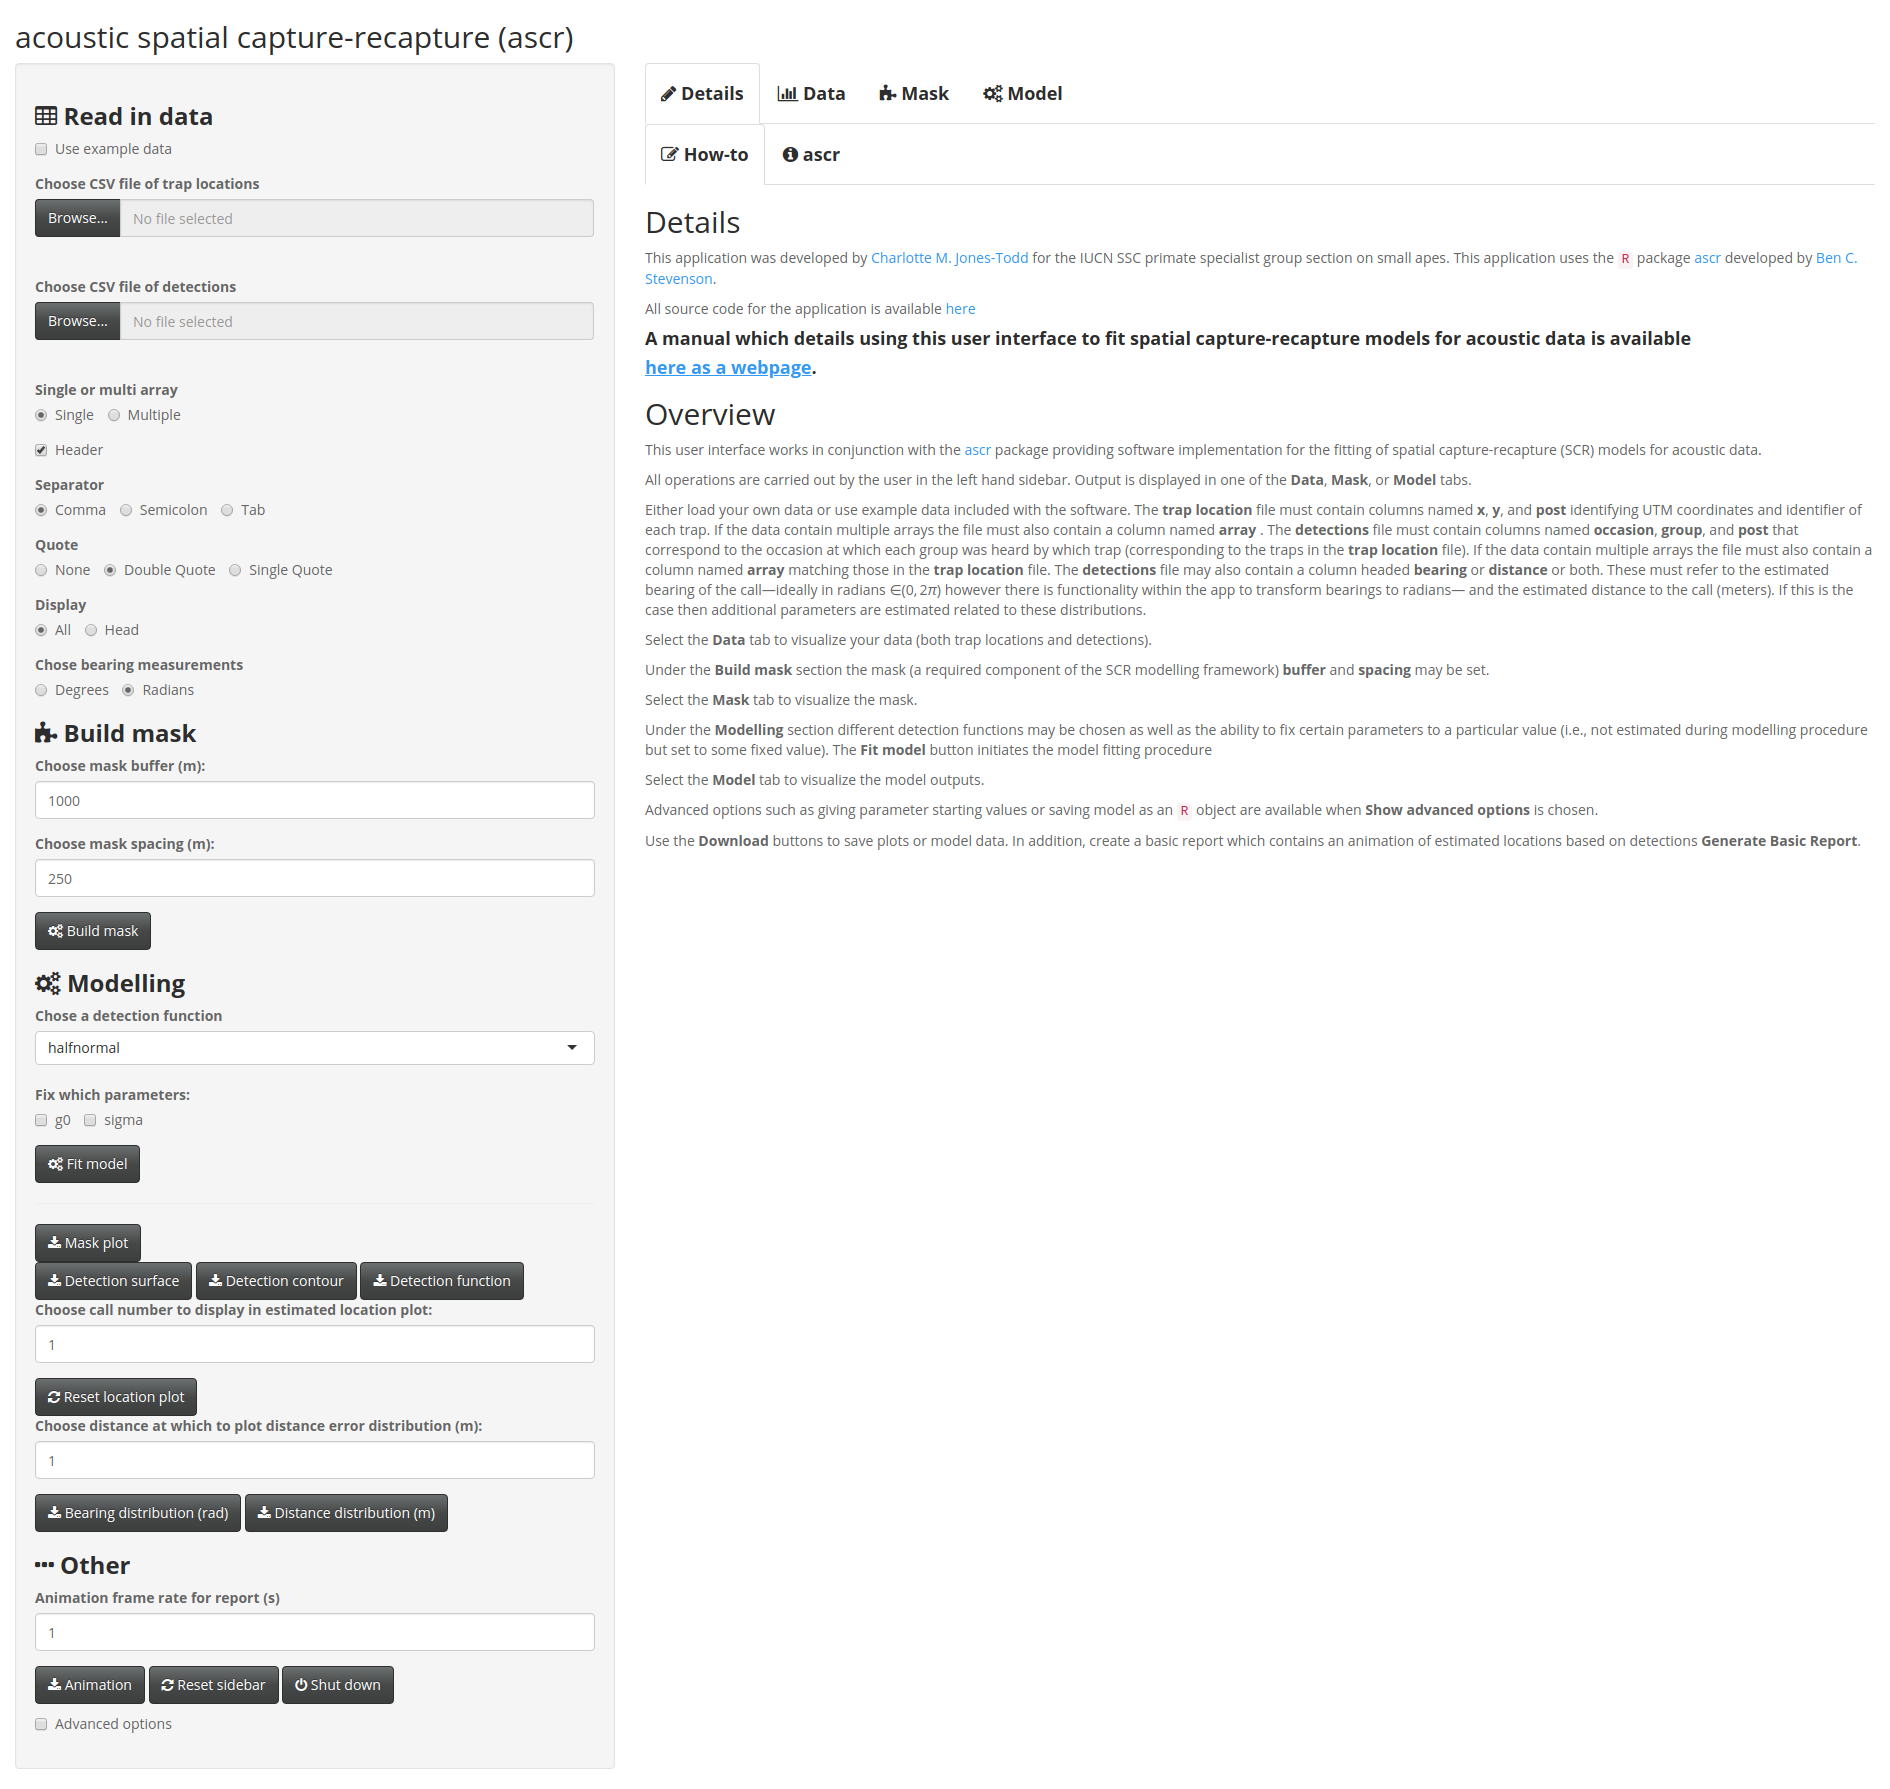 acoustic spatial capture-recapture (ascr)
Read in data
Use example data
Choose CSV file of trap locations
Browse... No file selected
Choose CSV file of detections
Browse... No file selected
Single or multi array
Single Multiple
Header
Separator
Comma Semicolon Tab
Quote
None Double Quote Single Quote
Display
All Head
Chose bearing measurements
Degrees Radians
Build mask
Choose mask buffer (m):
1000
Choose mask spacing (m):
250
Build mask
Modelling
Chose a detection function
halfnormal
Fix which parameters:
g0 sigma
Fit model
Mask plot
Detection surface Detection contour Detection function
Choose call number to display in estimated location plot:
1
Reset location plot
Choose distance at which to plot distance error distribution (m):
1
Bearing distribution (rad) Distance distribution (m)
Other
Animation frame rate for report (s)
1
Animation Reset sidebar Shut down
Advanced options
Details Data Mask Model
How-to ascr
Details
This application was developed by Charlotte M. Jones-Todd for the IUCN SSC primate specialist group section on small apes. This application uses the R package ascr developed by Ben C.
Stevenson.
All source code for the application is available here
A manual which details using this user interface to fit spatial capture-recapture models for acoustic data is available
here as a webpage.
Overview
This user interface works in conjunction with the ascr package providing software implementation for the fitting of spatial capture-recapture (SCR) models for acoustic data.
All operations are carried out by the user in the left hand sidebar. Output is displayed in one of the Data, Mask, or Model tabs.
Either load your own data or use example data included with the software. The trap location file must contain columns named x, y, and post identifying UTM coordinates and identifier of
each trap. If the data contain multiple arrays the file must also contain a column named array . The detections file must contain columns named occasion, group, and post that
correspond to the occasion at which each group was heard by which trap (corresponding to the traps in the trap location file). If the data contain multiple arrays the file must also contain a
column named array matching those in the trap location file. The detections file may also contain a column headed bearing or distance or both. These must refer to the estimated
bearing of the call—ideally in radians ∈(0, 2π) however there is functionality within the app to transform bearings to radians— and the estimated distance to the call (meters). If this is the
case then additional parameters are estimated related to these distributions.
Select the Data tab to visualize your data (both trap locations and detections).
Under the Build mask section the mask (a required component of the SCR modelling framework) buffer and spacing may be set.
Select the Mask tab to visualize the mask.
Under the Modelling section different detection functions may be chosen as well as the ability to fix certain parameters to a particular value (i.e., not estimated during modelling procedure
but set to some fixed value). The Fit model button initiates the model fitting procedure
Select the Model tab to visualize the model outputs.
Advanced options such as giving parameter starting values or saving model as an R object are available when Show advanced options is chosen.
Use the Download buttons to save plots or model data. In addition, create a basic report which contains an animation of estimated locations based on detections Generate Basic Report.